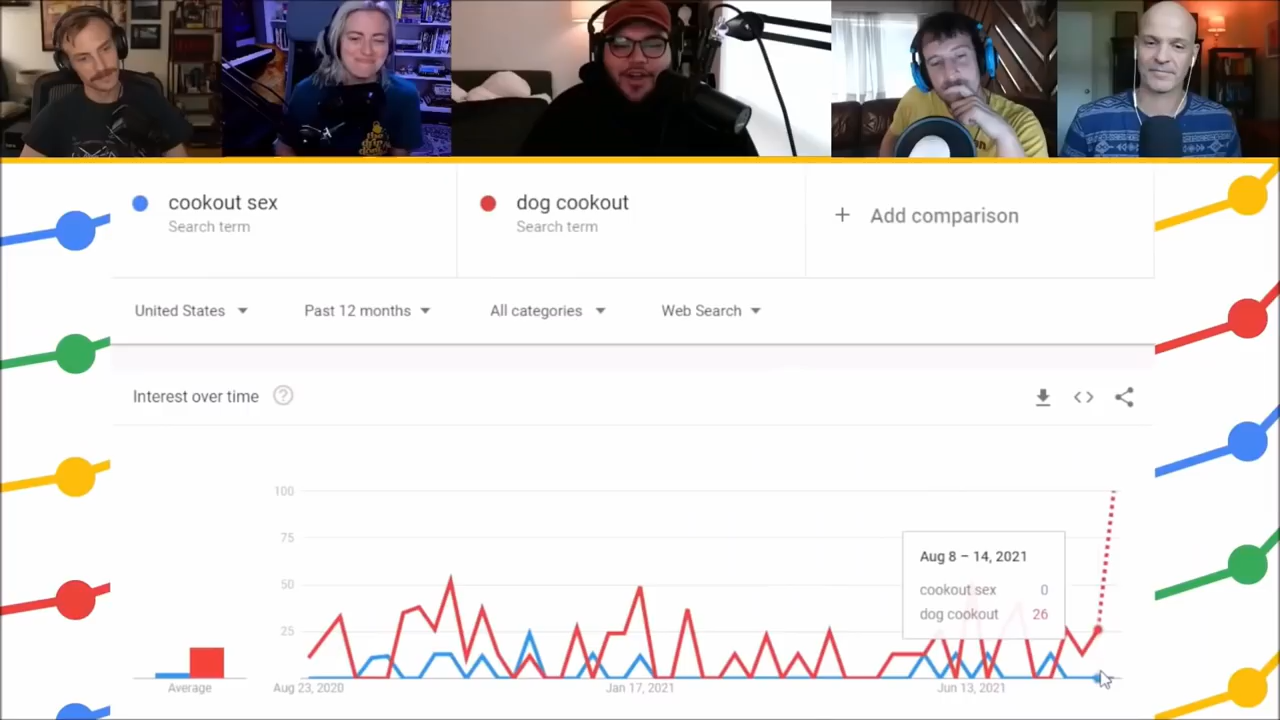 cookout sex
Search term
dog cookout
Search term
+ Add comparison
United States
Past 12 months
All categories
Web Search
Interest over time
100
75
50
25
Aug 8 – 14, 2021
cookout sex 0
dog cookout 26
Average
Aug 23, 2020
Jan 17, 2021
Jun 13, 2021